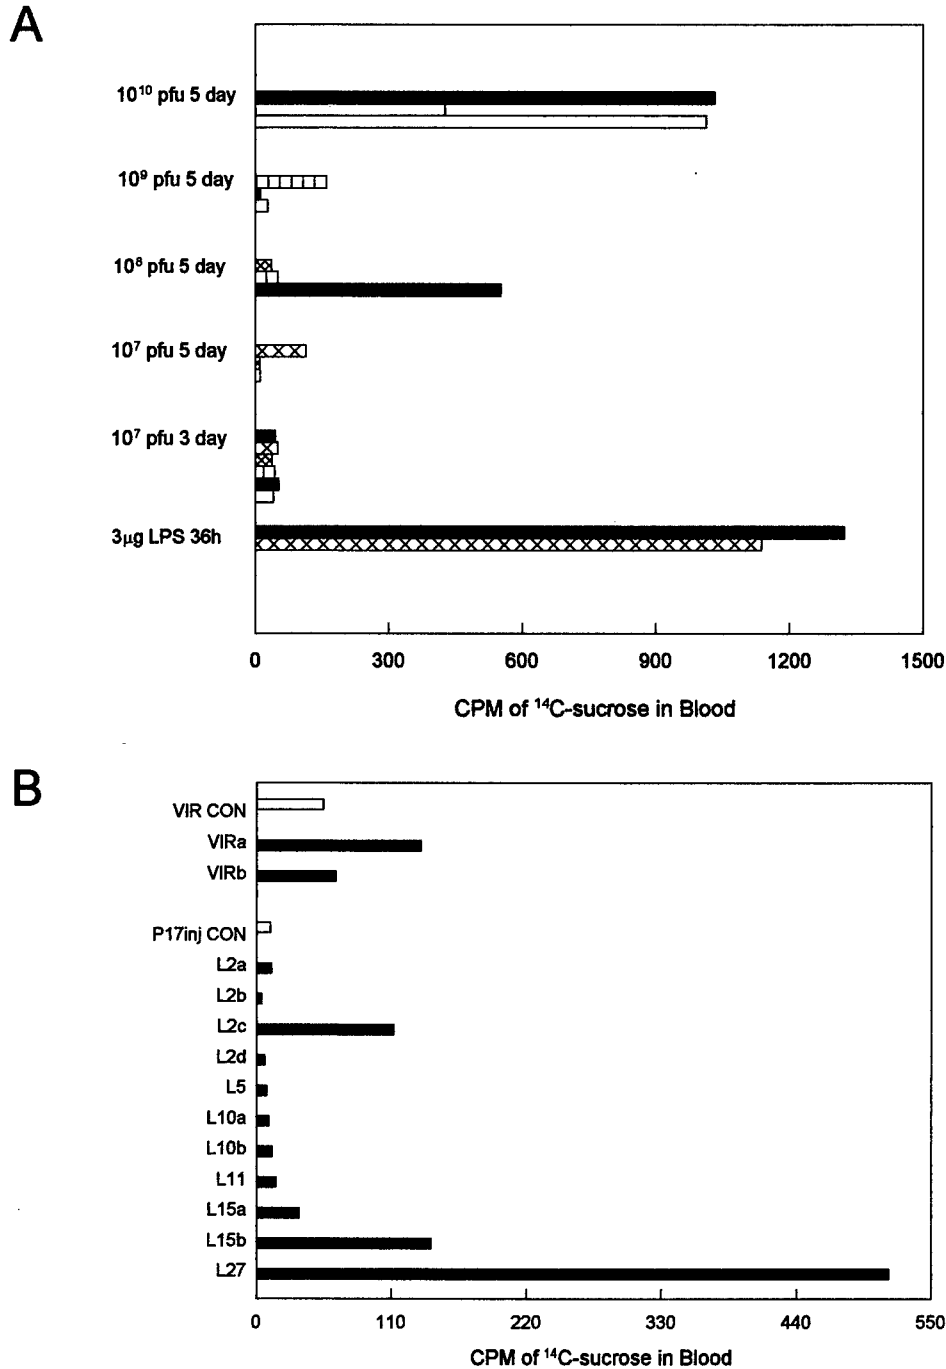 A
10¹⁰ pfu 5 day
10⁹ pfu 5 day
10⁸ pfu 5 day
10⁷ pfu 5 day
10⁷ pfu 3 day
3μg LPS 36h
0 300 600 900 1200 1500
CPM of ¹⁴C-sucrose in Blood
B
VIR CON
VIRa
VIRb
P17inj CON
L2a
L2b
L2c
L2d
L5
L10a
L10b
L11
L15a
L15b
L27
0 110 220 330 440 550
CPM of ¹⁴C-sucrose in Blood